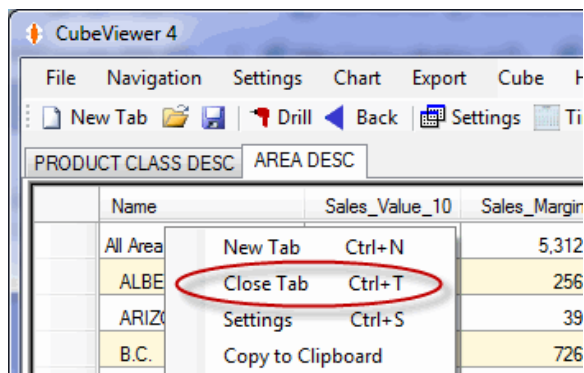 CubeViewer 4
File Navigation Settings Chart Export Cube
New Tab Drill Back Settings
PRODUCT CLASS DESC AREA DESC
Name Sales_Value_10 Sales_Margin
All Area 5,312
New Tab Ctrl+N
ALBE 256
Close Tab Ctrl+T
ARIZO 39
Settings Ctrl+S
B.C. 726
Copy to Clipboard